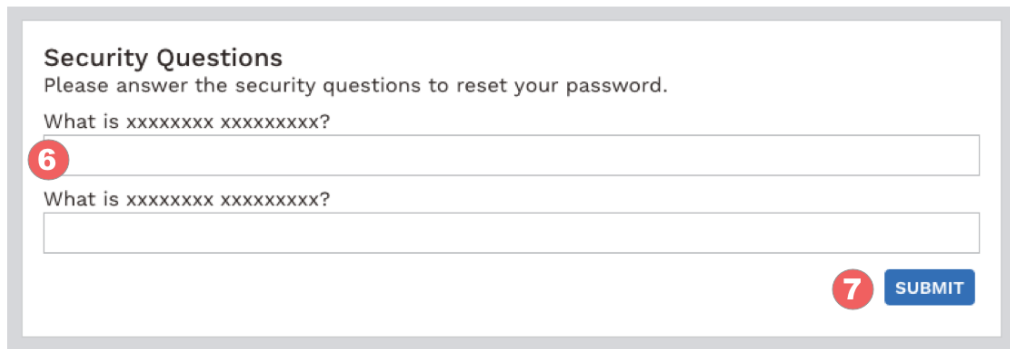 Security Questions
Please answer the security questions to reset your password.
What is xxxxxxxx xxxxxxxxx?
6
What is xxxxxxxx xxxxxxxxx?
7 SUBMIT